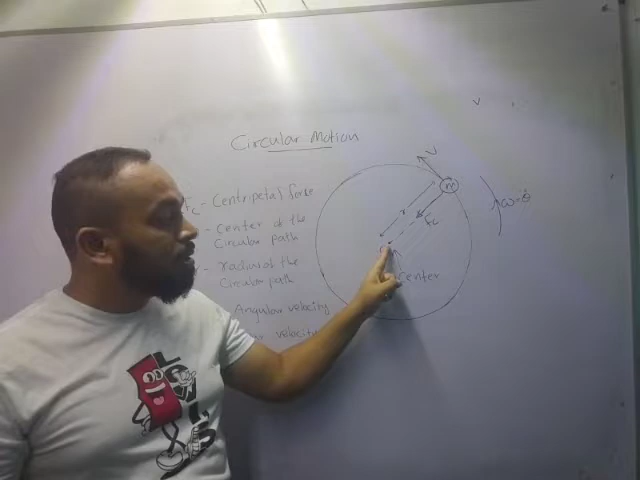 Circular Motion
Fc - Centripetal force
- Center of the
Circular path
- radius of the
Circular path
Angular velocity
velocity
v
m
r
Fc
Center
ω = θ̇
v